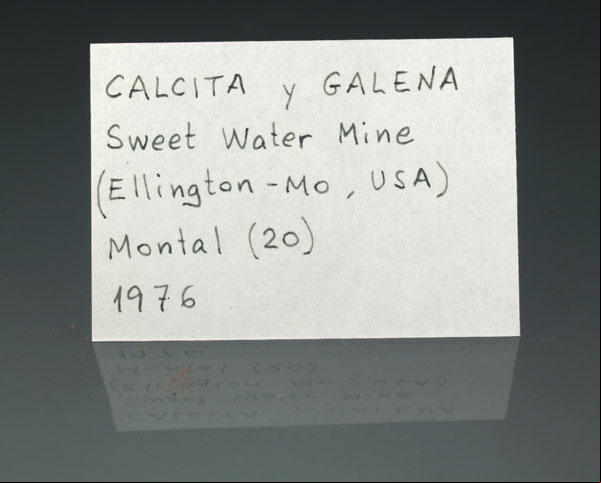 CALCITA y GALENA
Sweet Water Mine
(Ellington - Mo , USA)
Montal (20)
1976